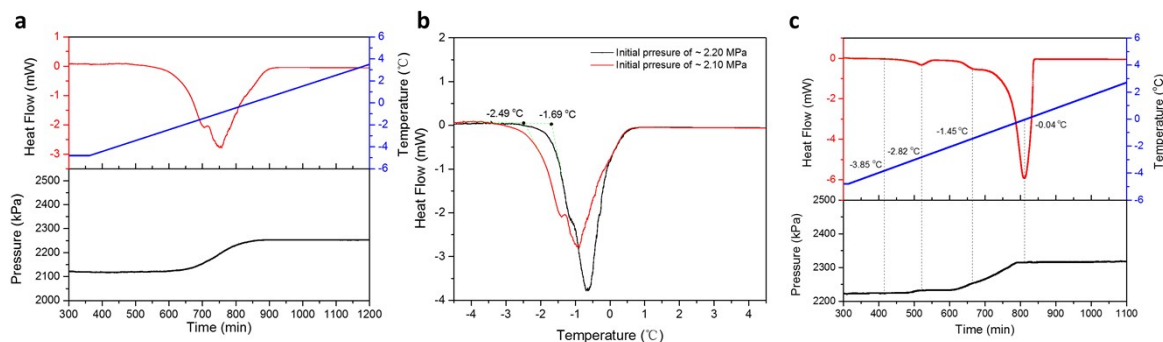 a
1
0
-1
-2
-3
Heat Flow (mW)
6
4
2
0
-2
-4
-6
Temperature (℃)
2500
2400
2300
2200
2100
2000
Pressure (kPa)
300 400 500 600 700 800 900 1000 1100 1200
Time (min)
b
2
1
0
-1
-2
-3
-4
Heat Flow (mW)
Initial prresure of ~ 2.20 MPa
Initial prresure of ~ 2.10 MPa
-2.49 °C
-1.69 °C
-4 -3 -2 -1 0 1 2 3 4
Temperature (℃)
c
2
0
-2
-4
-6
Heat Flow (mW)
6
4
2
0
-2
-4
-6
Temperature (°C)
-3.85 °C
-2.82 °C
-1.45 °C
-0.04 °C
2500
2400
2300
2200
Pressure (kPa)
300 400 500 600 700 800 900 1000 1100
Time (min)